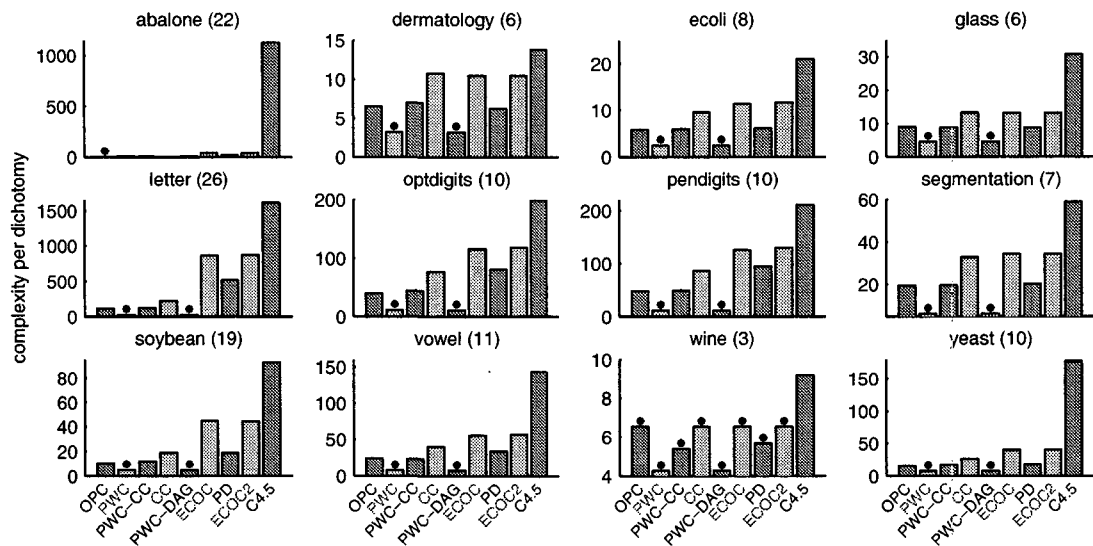 abalone (22)
dermatology (6)
ecoli (8)
glass (6)
1000
500
0
15
10
5
0
20
10
0
30
20
10
0
letter (26)
optdigits (10)
pendigits (10)
segmentation (7)
1500
1000
500
0
200
100
0
200
100
0
60
40
20
complexity per dichotomy
soybean (19)
vowel (11)
wine (3)
yeast (10)
80
60
40
20
0
150
100
50
0
10
8
6
4
150
100
50
0
OPC
PWC
PWC-CC
CC
PWC-DAG
ECOC
PD
ECOC2
C4.5
OPC
PWC
PWC-CC
CC
PWC-DAG
ECOC
PD
ECOC2
C4.5
OPC
PWC
PWC-CC
CC
PWC-DAG
ECOC
PD
ECOC2
C4.5
OPC
PWC
PWC-CC
CC
PWC-DAG
ECOC
PD
ECOC2
C4.5